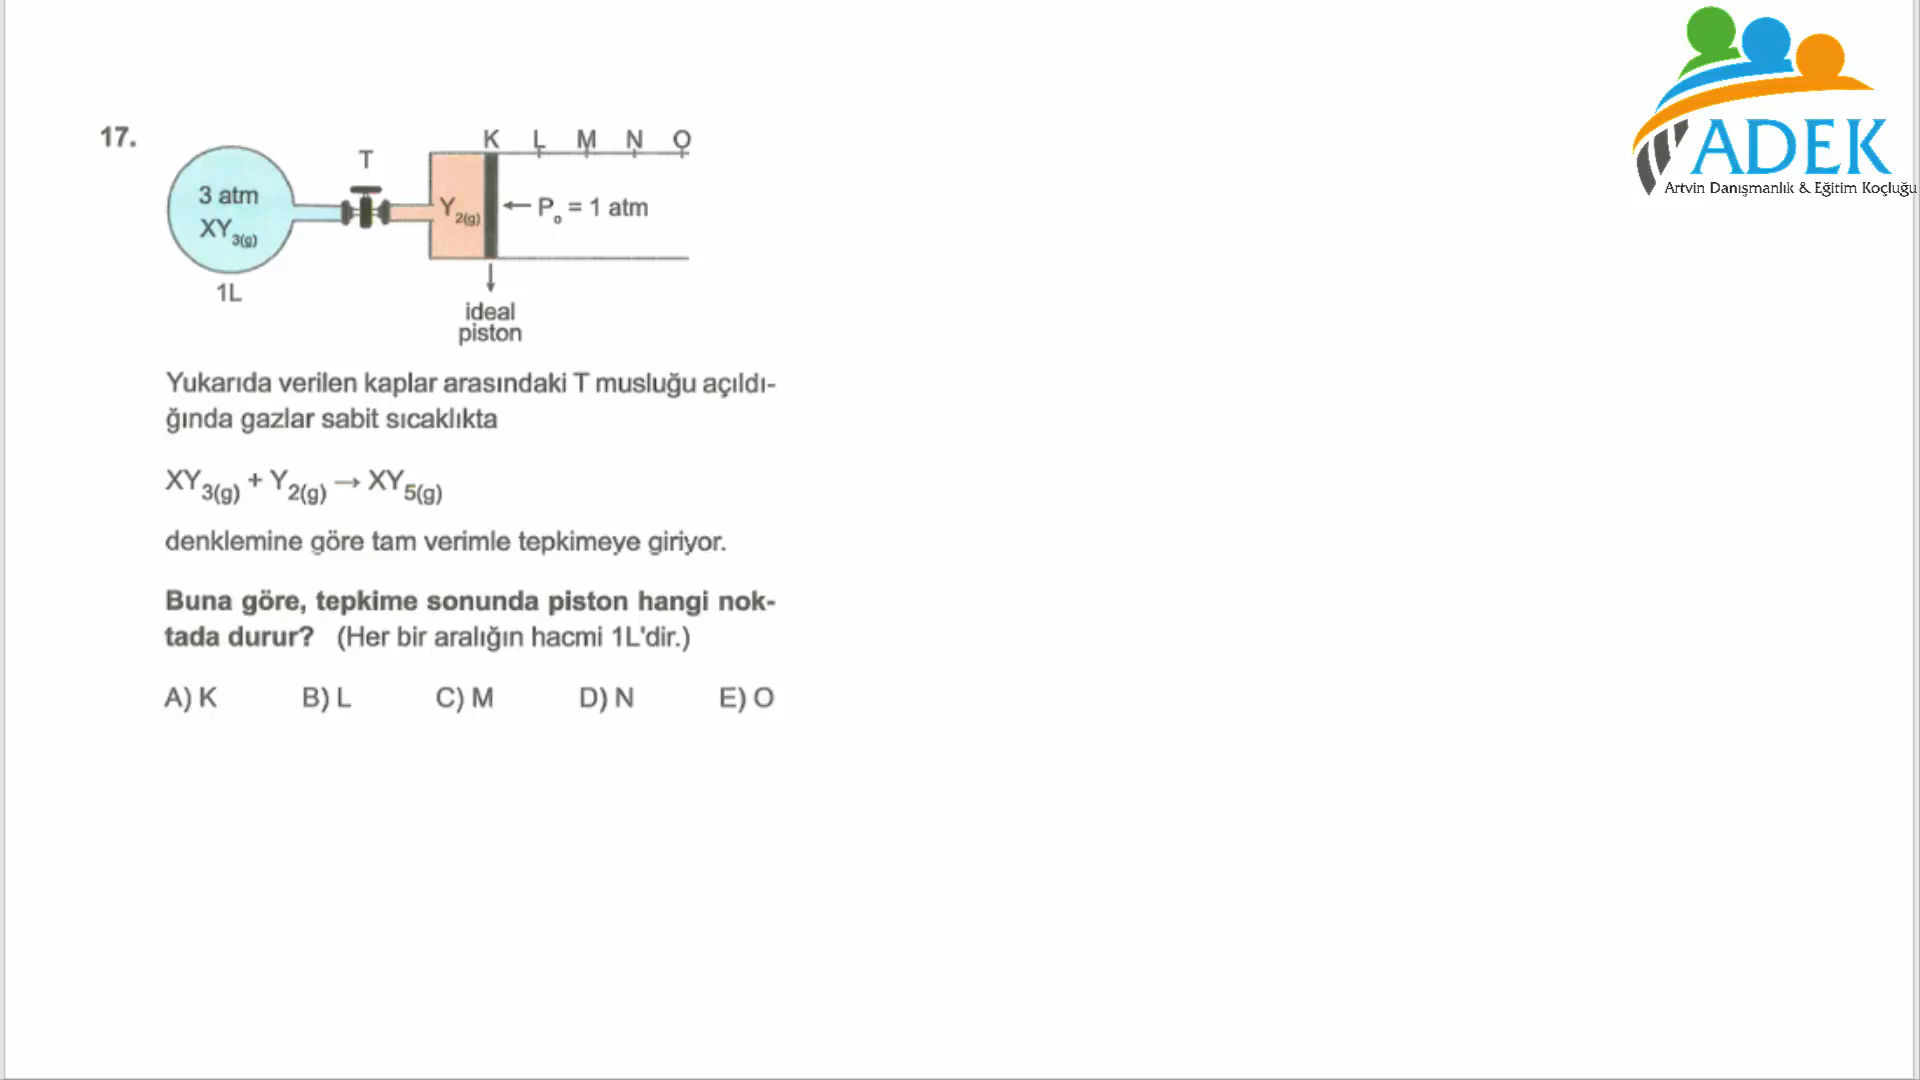 ADEK
Artvin Danışmanlık & Eğitim Koçluğu
17.
K L M N O
T
3 atm
XY3(g)
Y2(g)
← Po = 1 atm
1L
ideal
piston
Yukarıda verilen kaplar arasındaki T musluğu açıldı-
ğında gazlar sabit sıcaklıkta
XY3(g) + Y2(g) → XY5(g)
denklemine göre tam verimle tepkimeye giriyor.
Buna göre, tepkime sonunda piston hangi nok-
tada durur? (Her bir aralığın hacmi 1L'dir.)
A) K B) L C) M D) N E) O